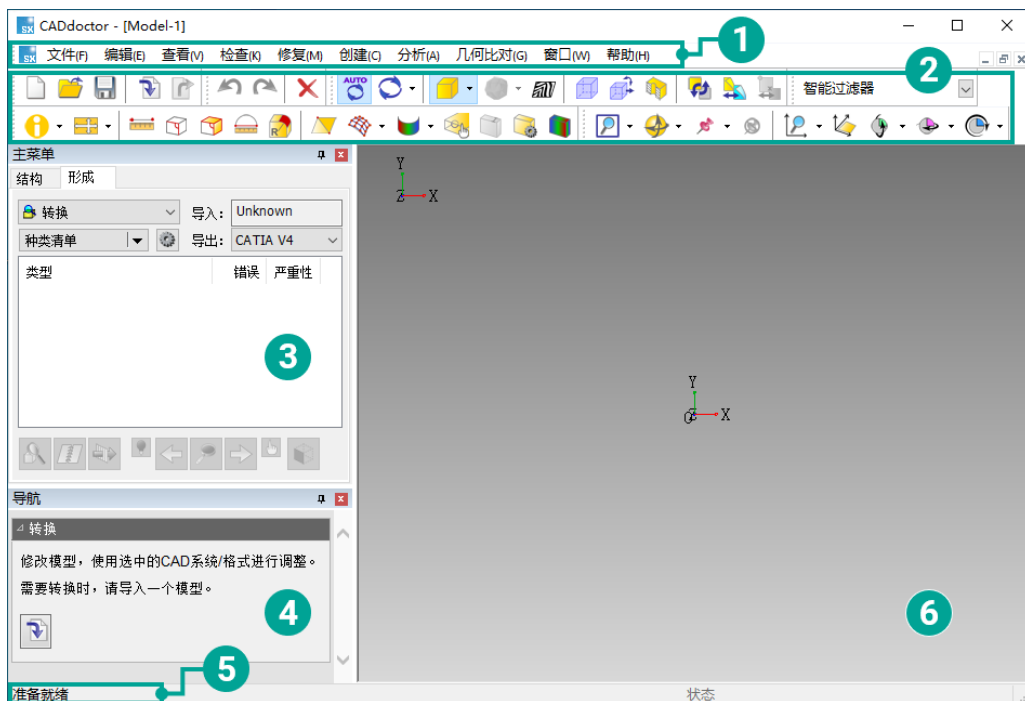 CADdoctor - [Model-1]
文件(F) 编辑(E) 查看(V) 检查(K) 修复(M) 创建(C) 分析(A) 几何比对(G) 窗口(W) 帮助(H)
1
2
AUTO
智能过滤器
R
主菜单
结构 形成
Y
Z X
转换 导入: Unknown
种类清单 导出: CATIA V4
类型 错误 严重性
3
Y
X
导航
转换
修改模型，使用选中的CAD系统/格式进行调整。
需要转换时，请导入一个模型。
4
6
5
准备就绪 状态